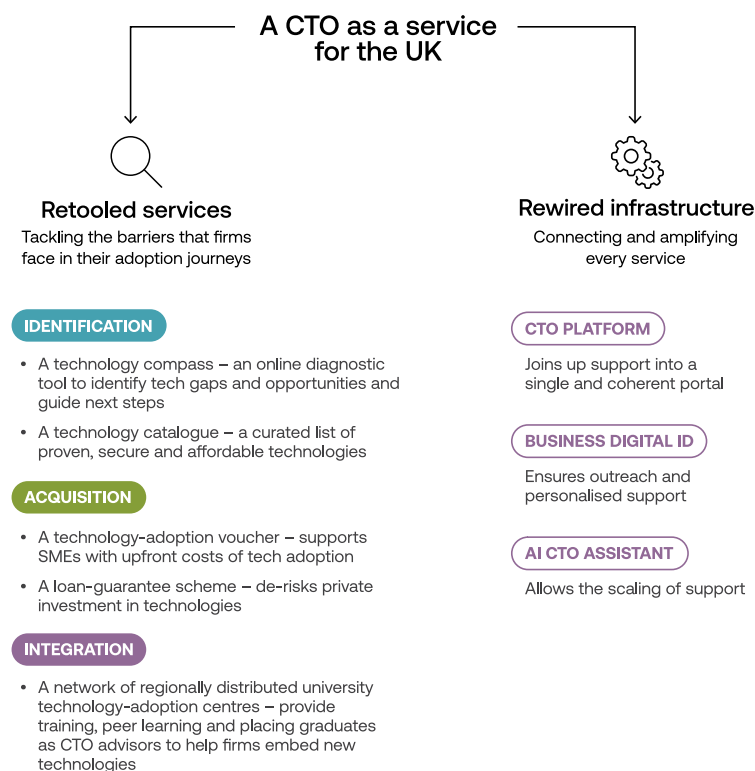 A CTO as a service
for the UK
Retooled services
Tackling the barriers that firms
face in their adoption journeys
IDENTIFICATION
• A technology compass – an online diagnostic
tool to identify tech gaps and opportunities and
guide next steps
• A technology catalogue – a curated list of
proven, secure and affordable technologies
ACQUISITION
• A technology-adoption voucher – supports
SMEs with upfront costs of tech adoption
• A loan-guarantee scheme – de-risks private
investment in technologies
INTEGRATION
• A network of regionally distributed university
technology-adoption centres – provide
training, peer learning and placing graduates
as CTO advisors to help firms embed new
technologies
Rewired infrastructure
Connecting and amplifying
every service
CTO PLATFORM
Joins up support into a
single and coherent portal
BUSINESS DIGITAL ID
Ensures outreach and
personalised support
AI CTO ASSISTANT
Allows the scaling of support